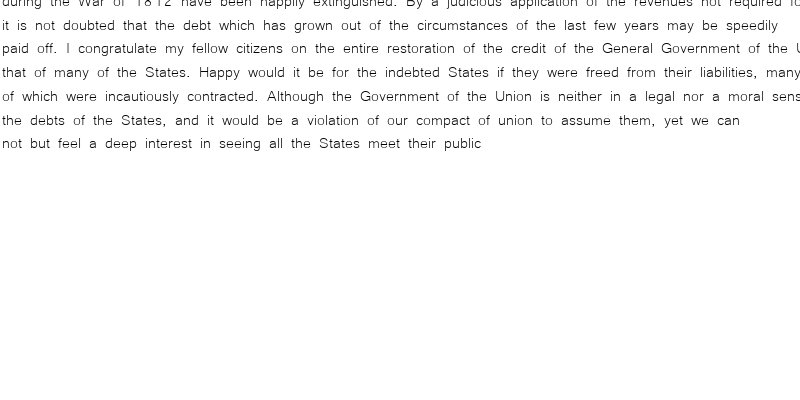 during the War of 1812 have been happily extinguished. By a judicious application of the revenues not required
it is not doubted that the debt which has grown out of the circumstances of the last few years may be speedily
paid off. I congratulate my fellow citizens on the entire restoration of the credit of the General Government of the
that of many of the States. Happy would it be for the indebted States if they were freed from their liabilities, many
of which were incautiously contracted. Although the Government of the Union is neither in a legal nor a moral
the debts of the States, and it would be a violation of our compact of union to assume them, yet we can
not but feel a deep interest in seeing all the States meet their public